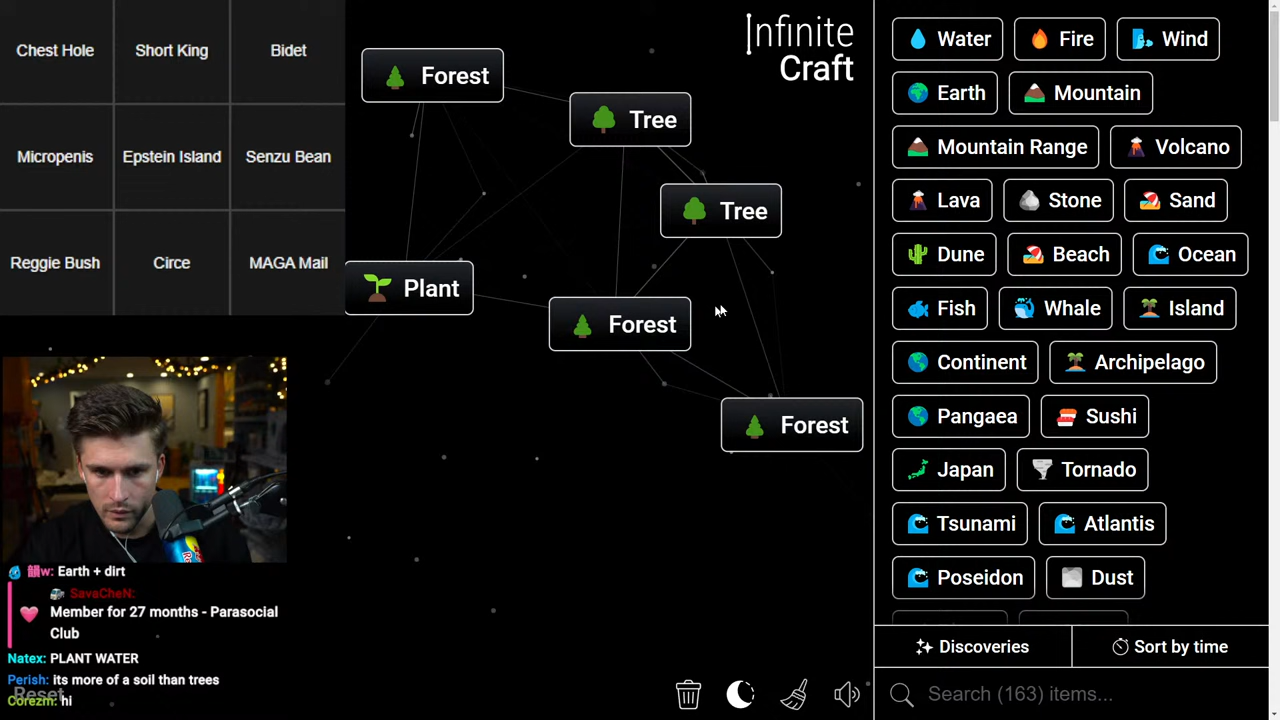 Chest Hole
Short King
Bidet
Micropenis
Epstein Island
Senzu Bean
Reggie Bush
Circe
MAGA Mail
Infinite
Craft
Forest
Tree
Tree
Plant
Forest
Forest
Water
Fire
Wind
Earth
Mountain
Mountain Range
Volcano
Lava
Stone
Sand
Dune
Beach
Ocean
Fish
Whale
Island
Continent
Archipelago
Pangaea
Sushi
Japan
Tornado
Tsunami
Atlantis
Poseidon
Dust
Discoveries
Sort by time
Search (163) items...
Earth + dirt
SavaCheN:
Member for 27 months - Parasocial
Club
Natex: PLANT WATER
Perish: its more of a soil than trees
Reset
Corezm: hi